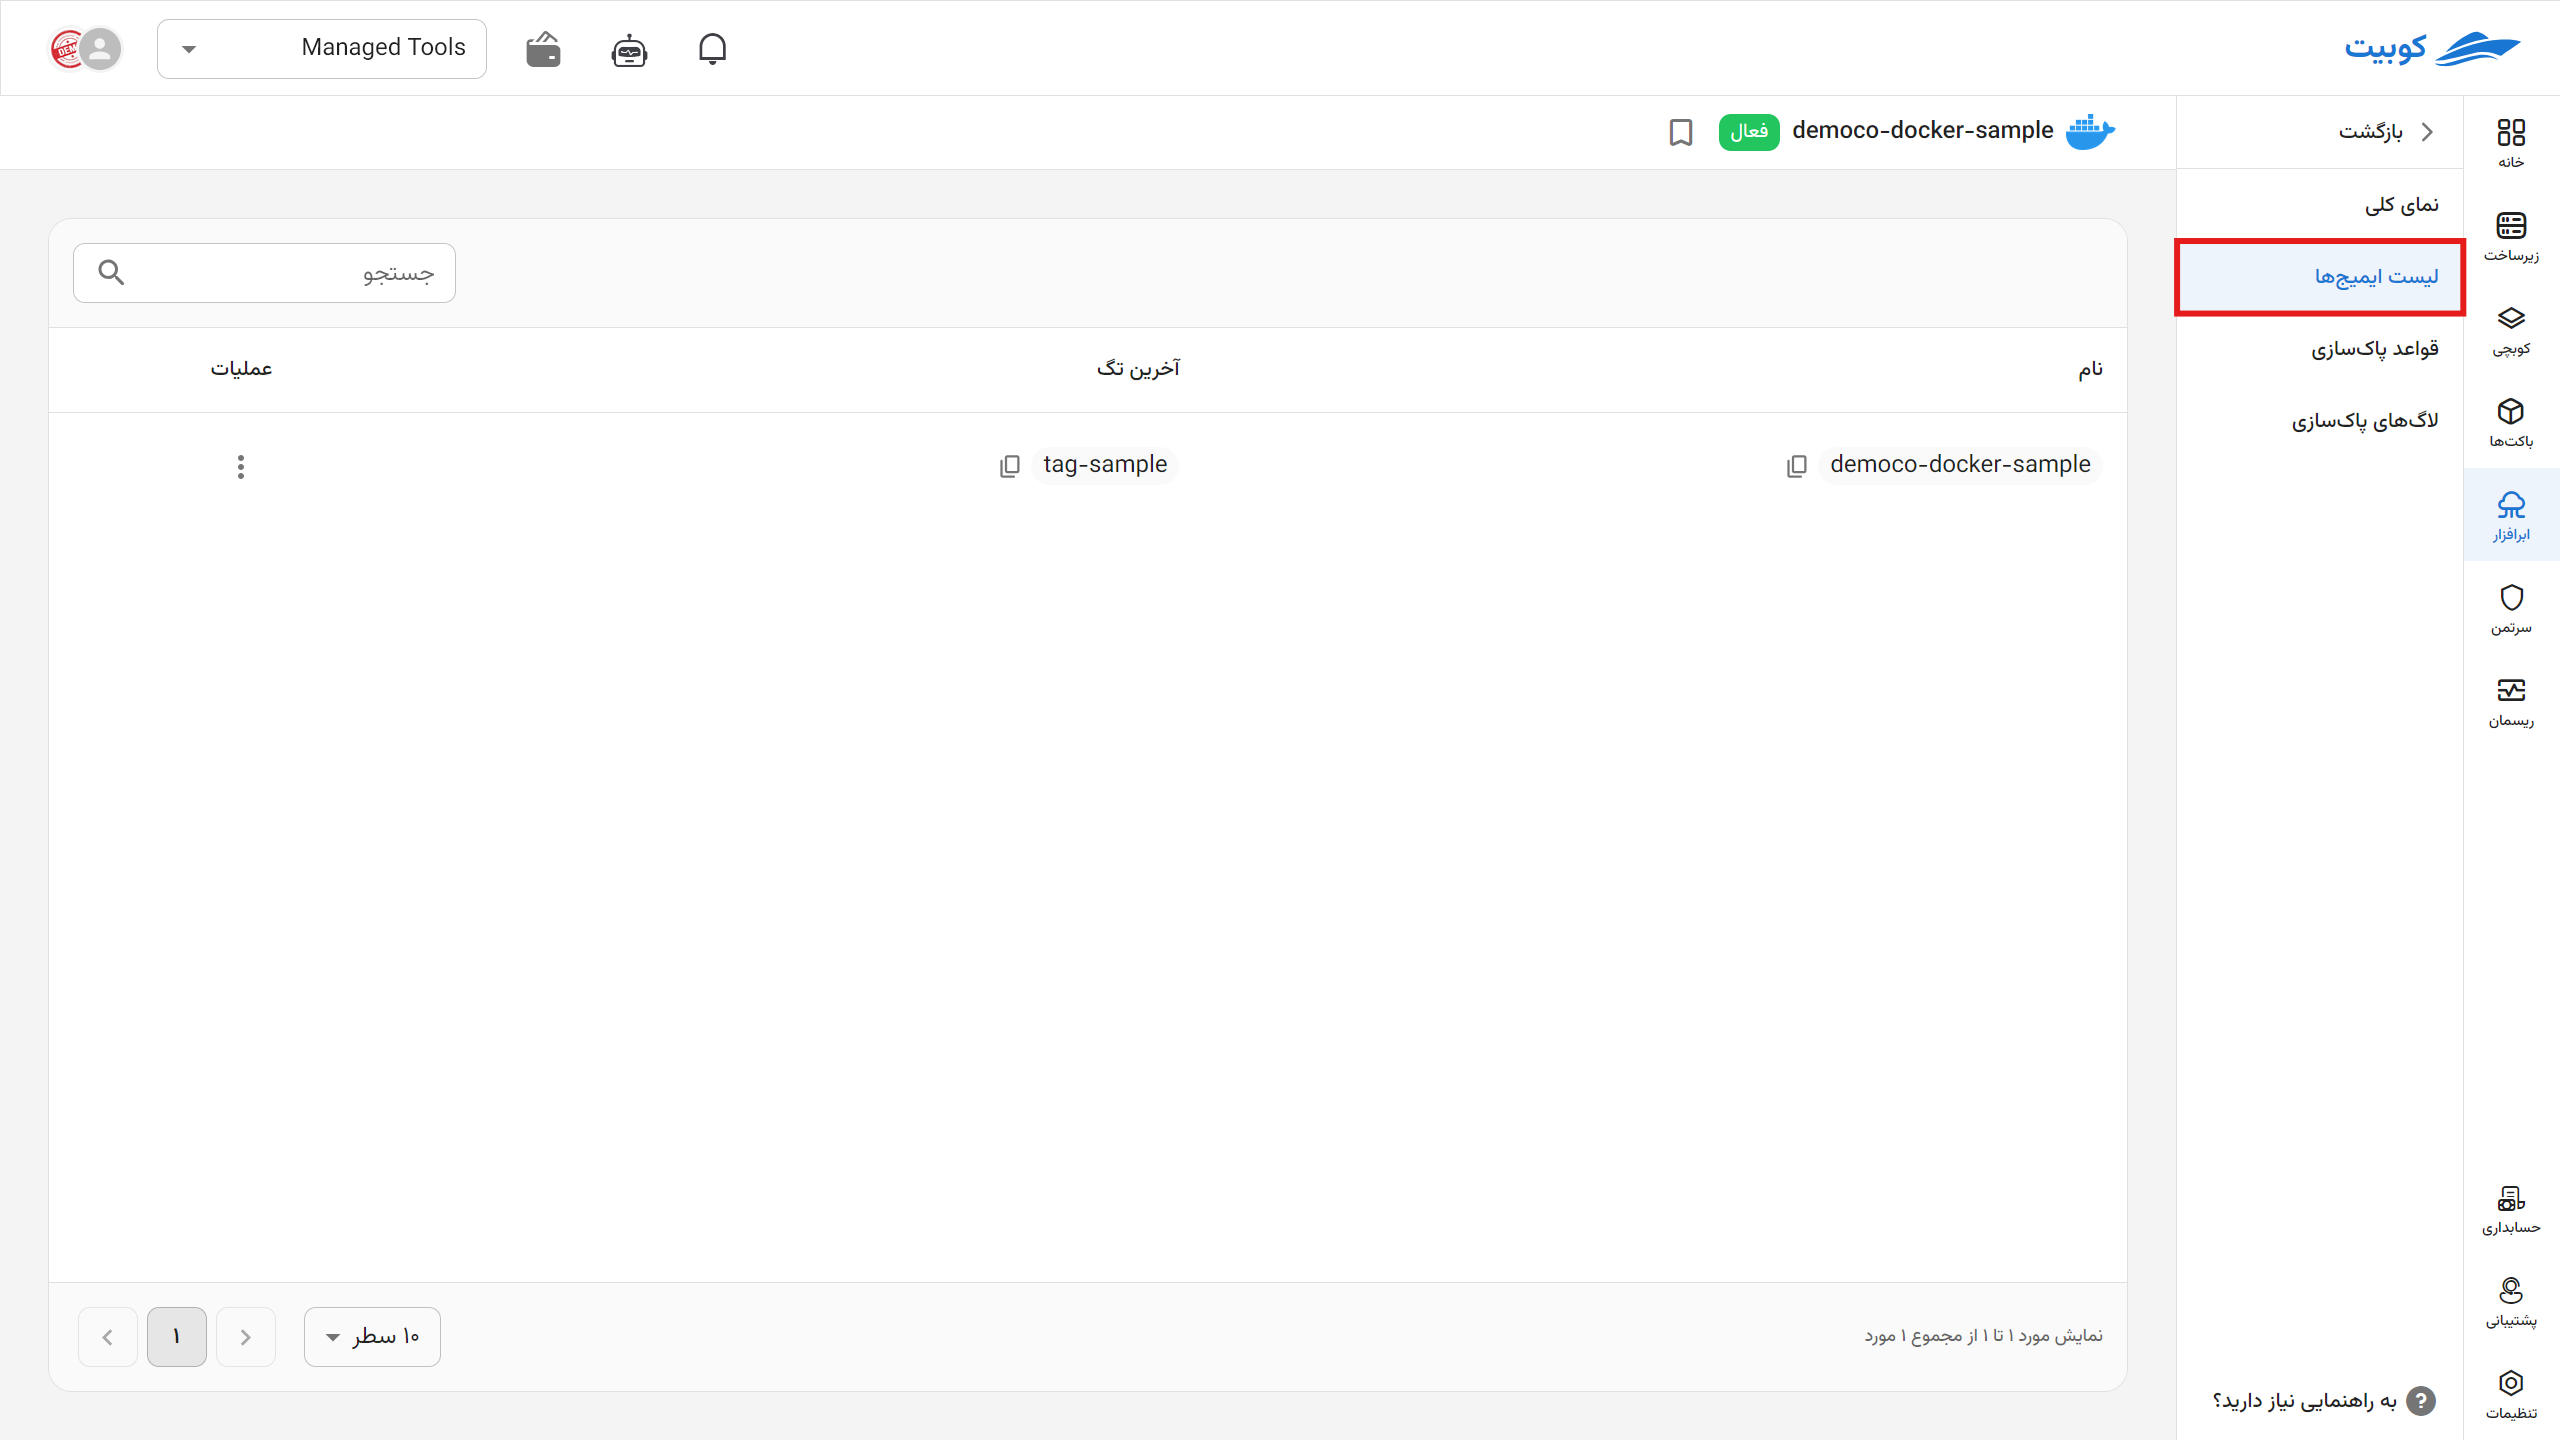 کوبیت
Managed Tools
خانه
زیرساخت
کوبچی
باکت‌ها
ابرافزار
سرتمن
ریسمان
حسابداری
پشتیبانی
تنظیمات
بازگشت
نمای کلی
لیست ایمیج‌ها
قواعد پاک‌سازی
لاگ‌های پاک‌سازی
به راهنمایی نیاز دارید؟
democo-docker-sample فعال
جستجو
نام آخرین تگ عملیات
democo-docker-sample tag-sample
نمایش مورد ۱ تا ۱ از مجموع ۱ مورد
۱۰ سطر
۱